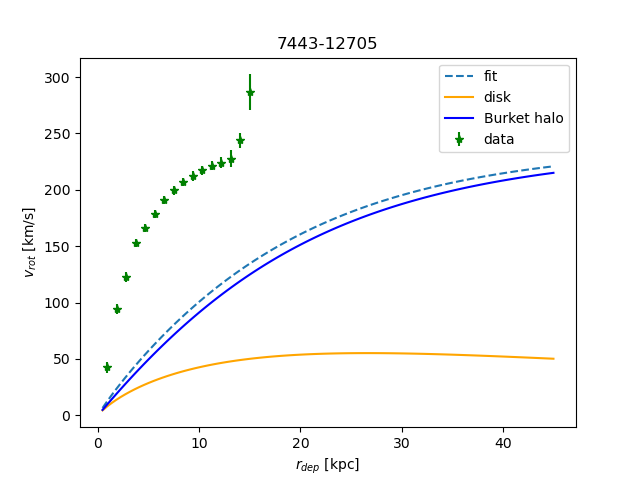 7443-12705
300
250
200
150
100
50
0
v_rot [km/s]
fit
disk
Burket halo
data
0 10 20 30 40
r_dep [kpc]